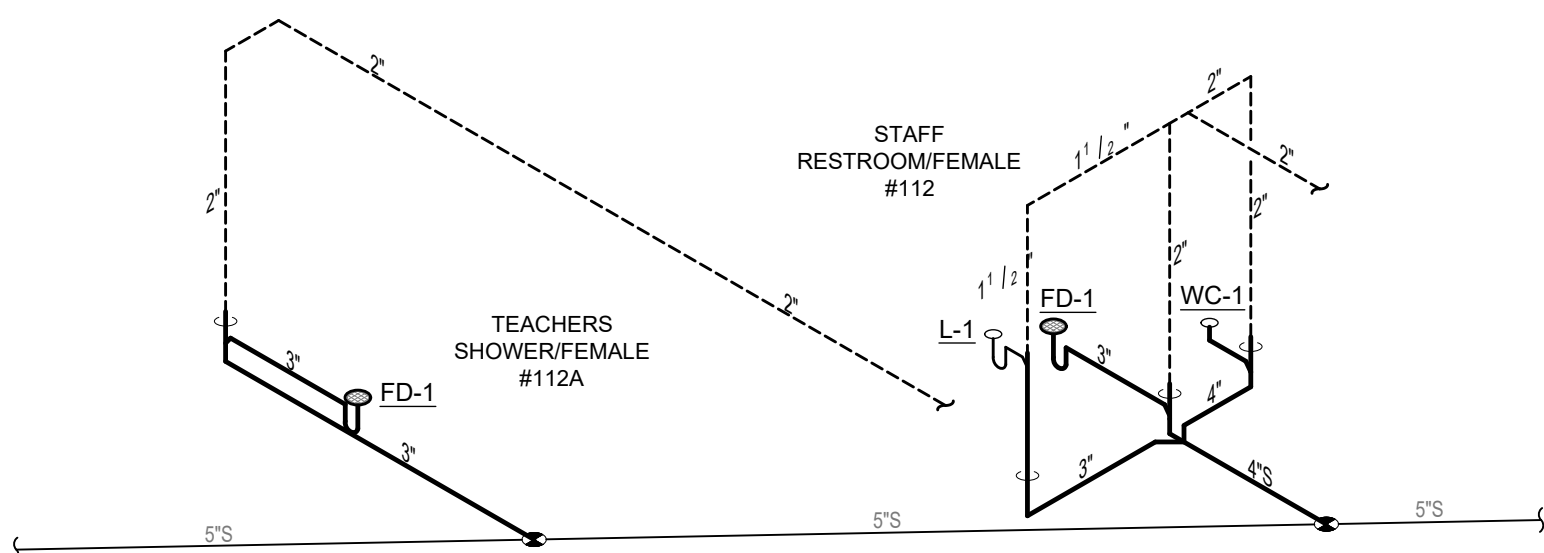 2"
2"
STAFF
RESTROOM/FEMALE
#112
1 1/2 "
2"
2"
2"
2"
1 1/2 "
2"
L-1
FD-1
WC-1
TEACHERS
SHOWER/FEMALE
#112A
3"
FD-1
3"
3"
4"
3"
4"S
5"S
5"S
5"S